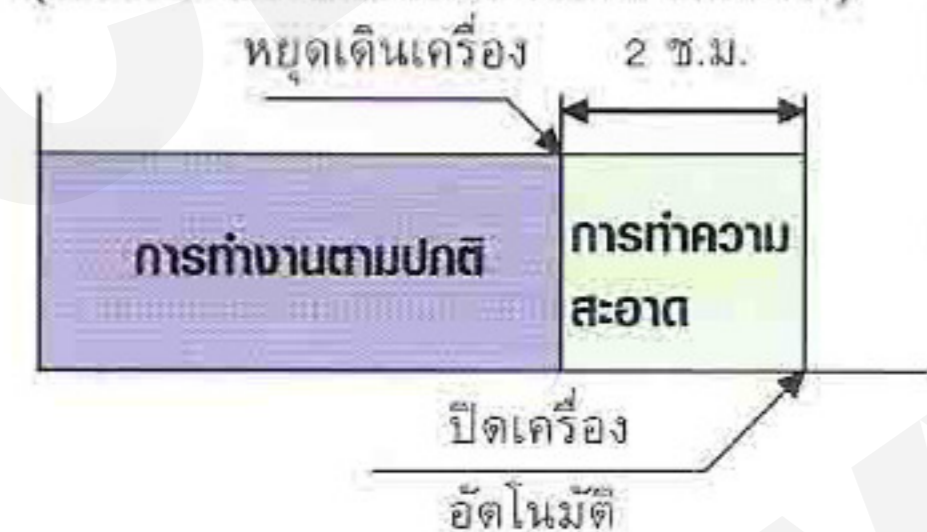 หยุดเดินเครื่อง 2 ช.ม.
การทำงานตามปกติ
การทำความ
สะอาด
ปิดเครื่อง
อัตโนมัติ